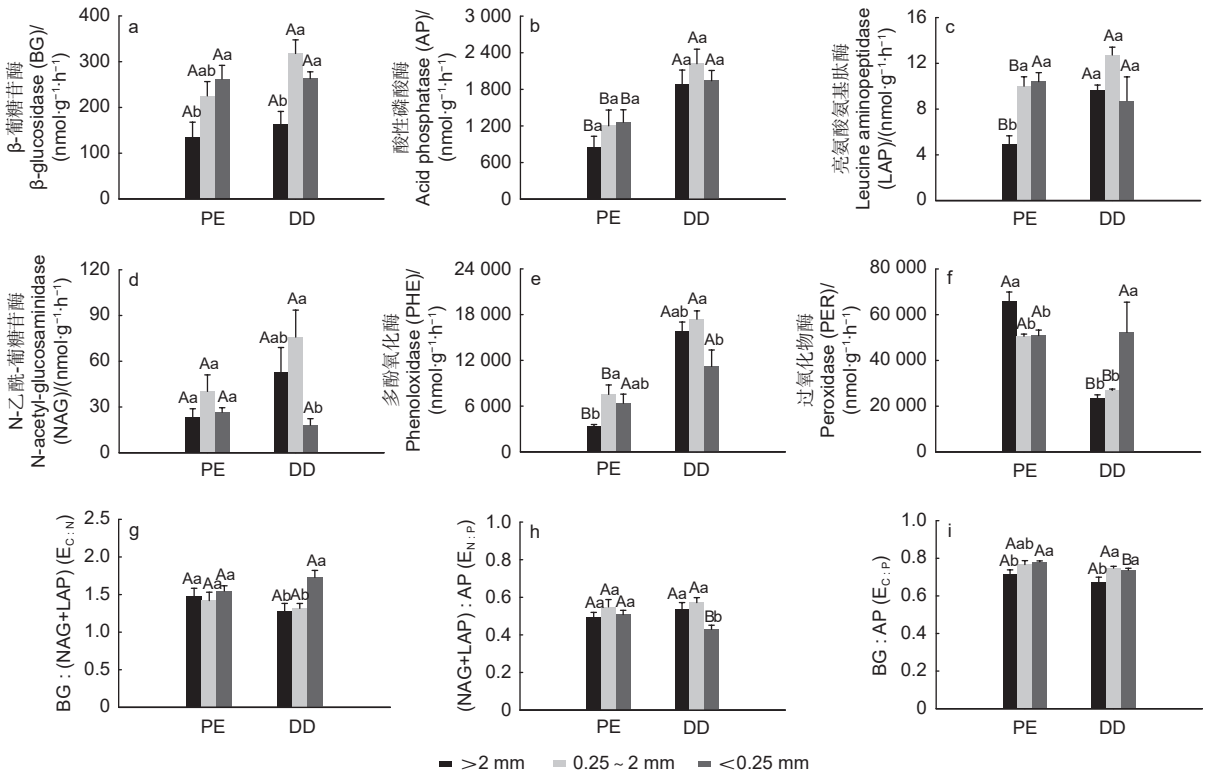 β-葡糖苷酶
β-glucosidase (BG)/
(nmol·g⁻¹·h⁻¹)
400
300
200
100
0
a
Ab
Aab
Aa
Ab
Aa
Aa
PE
DD
酸性磷酸酶
Acid phosphatase (AP)/
(nmol·g⁻¹·h⁻¹)
3 000
2 400
1 800
1 200
600
0
b
Ba
Ba
Ba
Aa
Aa
Aa
PE
DD
亮氨酸氨基肽酶
Leucine aminopeptidase
(LAP)/(nmol·g⁻¹·h⁻¹)
16
12
8
4
0
c
Bb
Ba
Aa
Aa
Aa
Aa
PE
DD
N-乙酰-葡糖苷酶
N-acetyl-glucosaminidase
(NAG)/(nmol·g⁻¹·h⁻¹)
120
90
60
30
0
d
Aa
Aa
Aa
Aab
Aa
Ab
PE
DD
多酚氧化酶
Phenoloxidase (PHE)/
(nmol·g⁻¹·h⁻¹)
24 000
18 000
12 000
6 000
0
e
Bb
Ba
Aab
Aab
Aa
Ab
PE
DD
过氧化物酶
Peroxidase (PER)/
(nmol·g⁻¹·h⁻¹)
80 000
60 000
40 000
20 000
0
f
Aa
Ab
Ab
Bb
Bb
Aa
PE
DD
BG : (NAG+LAP) (E_C : N)
2.5
2.0
1.5
1.0
0.5
0
g
Aa
Aa
Aa
Ab
Ab
Aa
PE
DD
(NAG+LAP) : AP (E_N : P)
1.0
0.8
0.6
0.4
0.2
0
h
Aa
Aa
Aa
Aa
Aa
Bb
PE
DD
BG : AP (E_C : P)
1.0
0.8
0.6
0.4
0.2
0
i
Ab
Aab
Aa
Ab
Aa
Ba
PE
DD
>2 mm 0.25 ~ 2 mm <0.25 mm